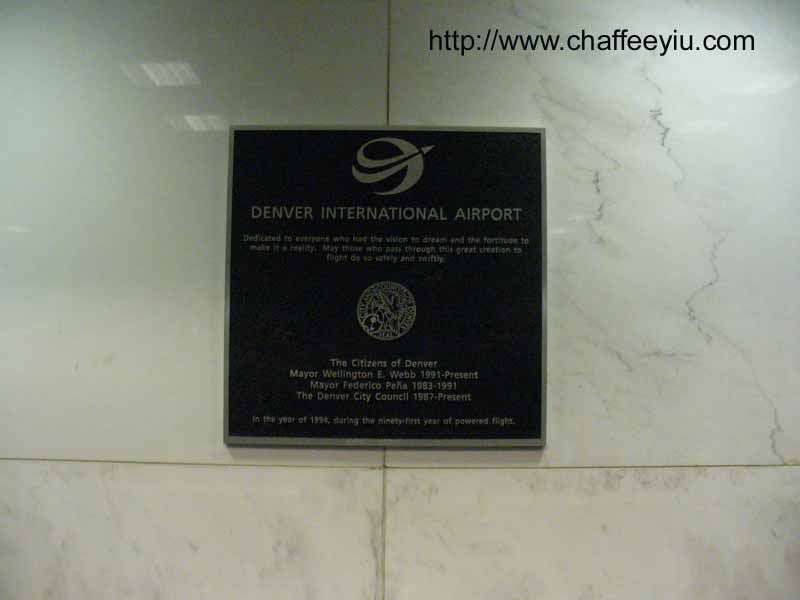 http://www.chaffeeyiu.com
DENVER INTERNATIONAL AIRPORT
Dedicated to everyone who had the vision to dream and the fortitude to
make it a reality. May those who pass through this great creation to
flight do so safely and swiftly.
The Citizens of Denver
Mayor Wellington E. Webb 1991-Present
Mayor Federico Peña 1983-1991
The Denver City Council 1987-Present
In the year of 1994, during the ninety-first year of powered flight.